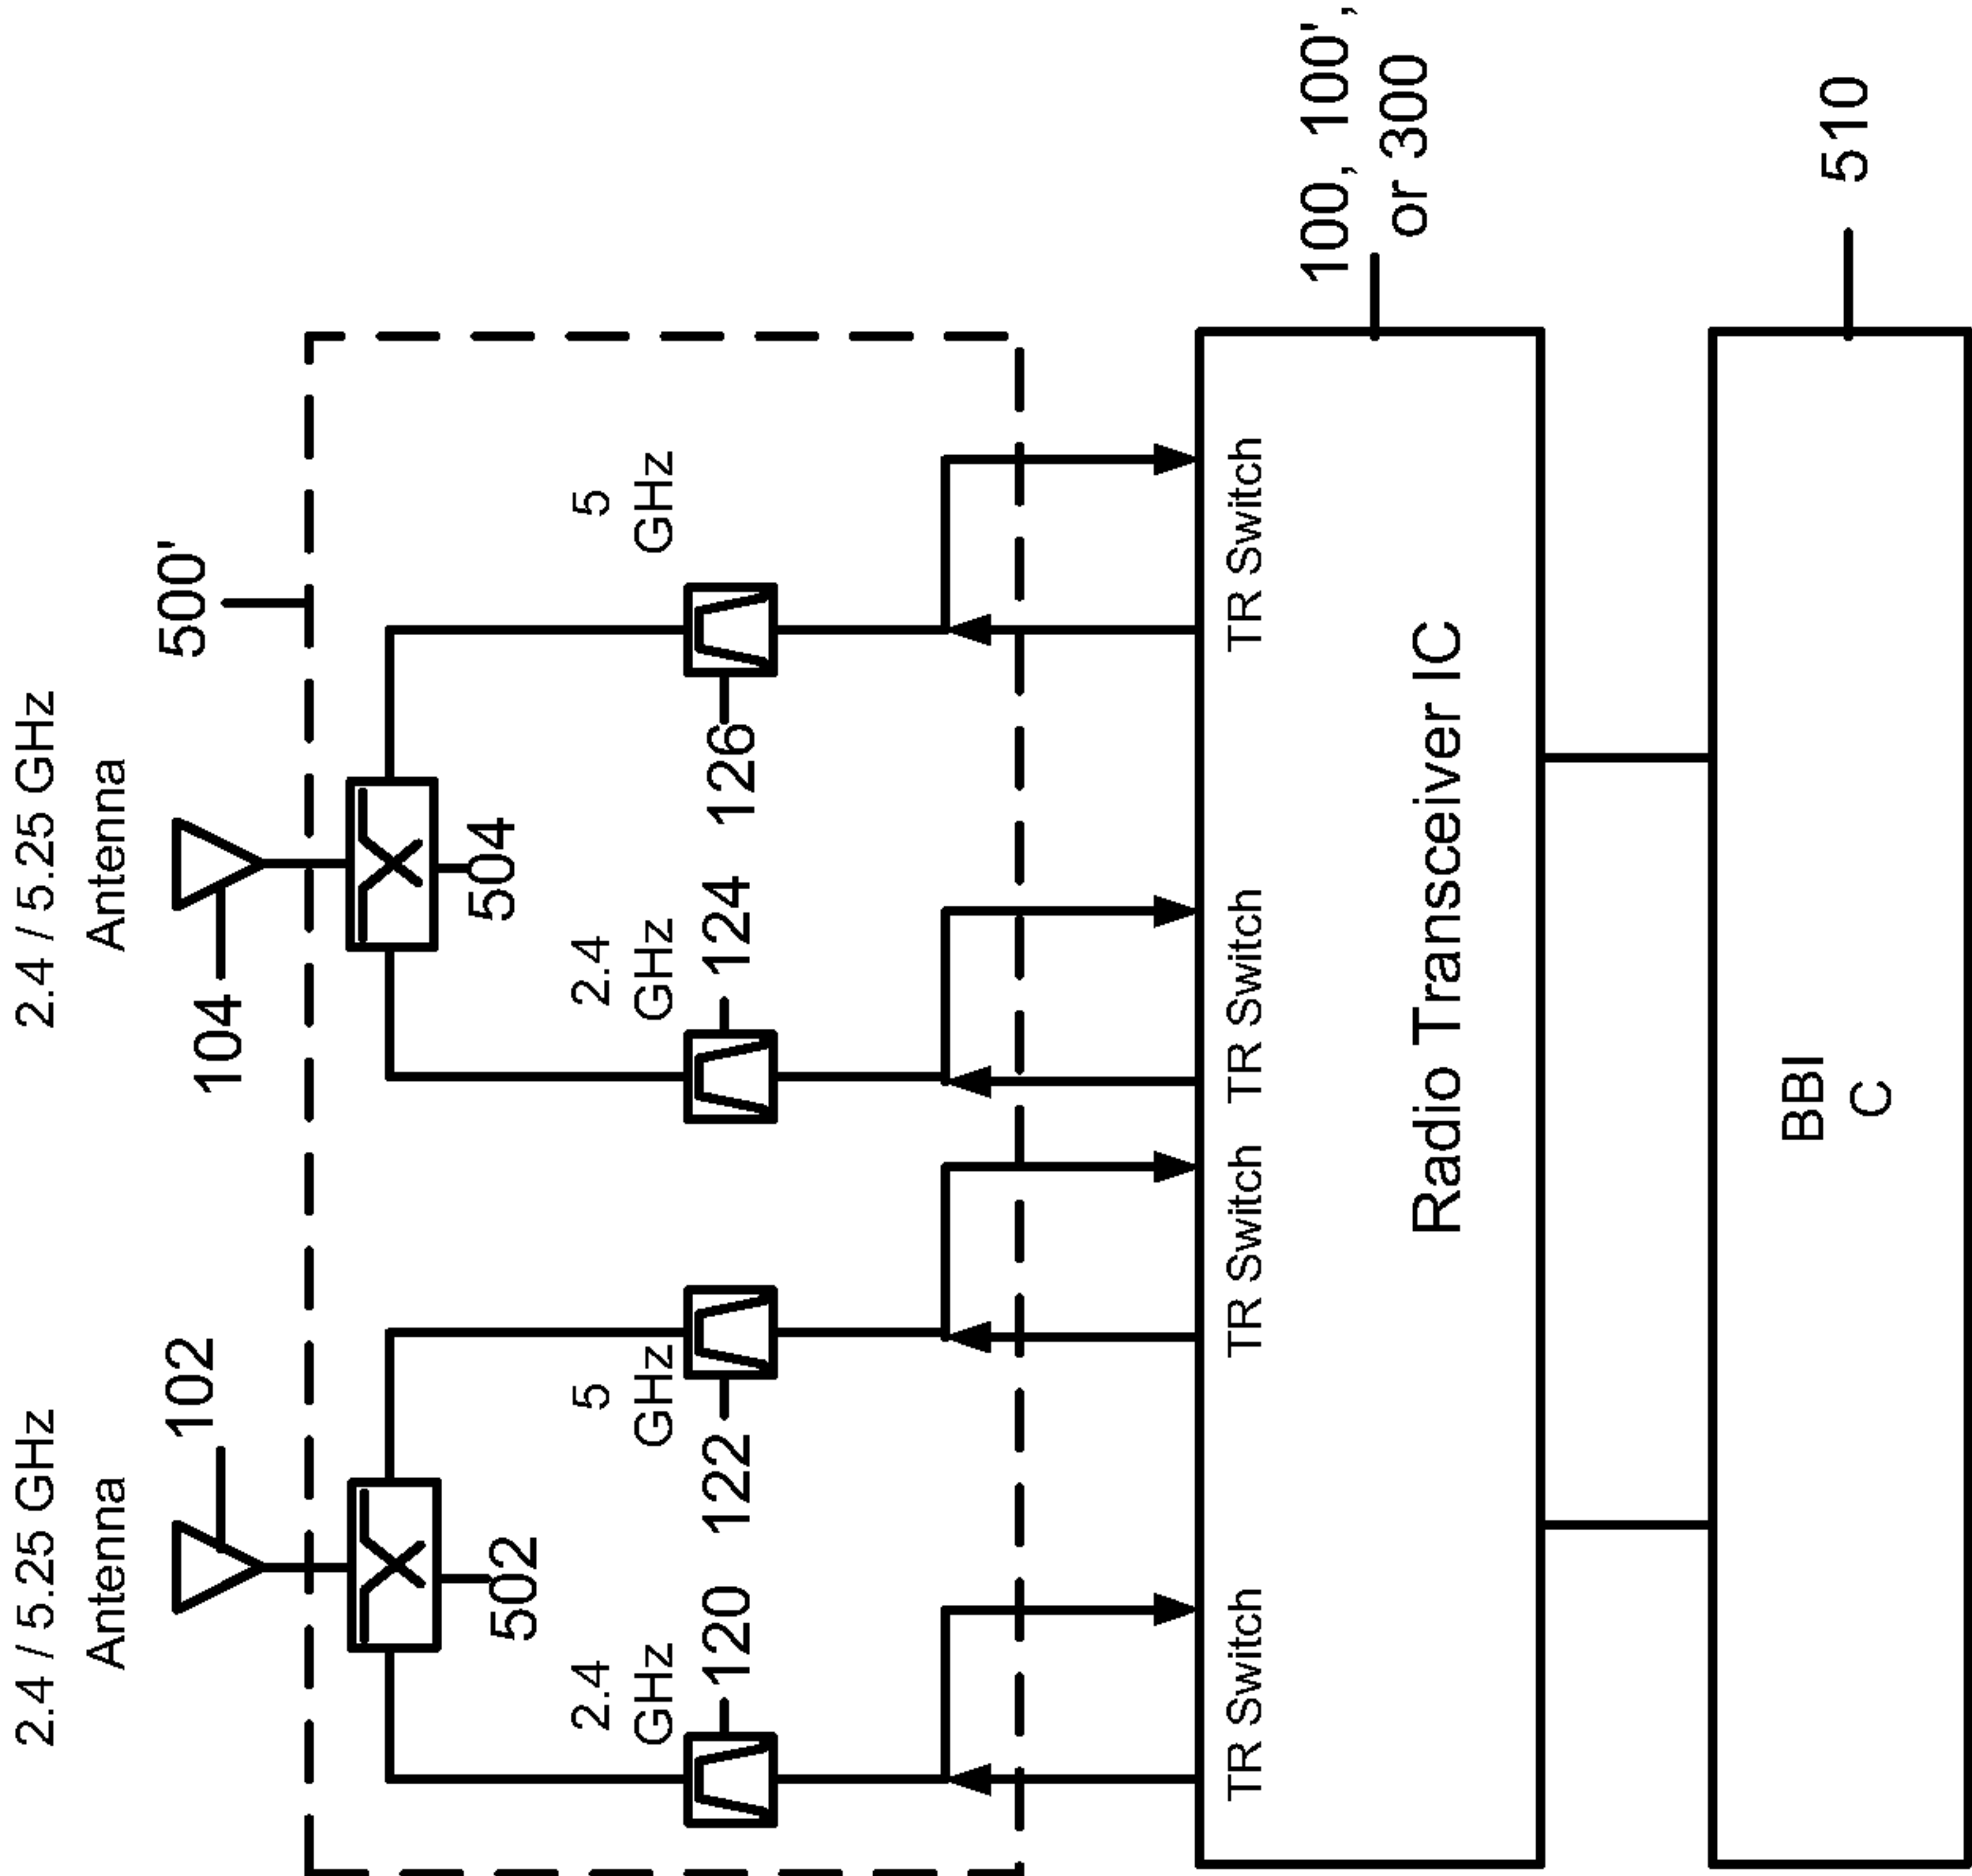 2.4 / 5.25 GHz
Antenna
2.4 / 5.25 GHz
Antenna
102
104
500'
502
504
2.4
GHz
5
GHz
2.4
GHz
5
GHz
120
122
124
126
TR Switch
TR Switch
TR Switch
TR Switch
Radio Transceiver IC
100, 100',
or 300
BBI
C
510